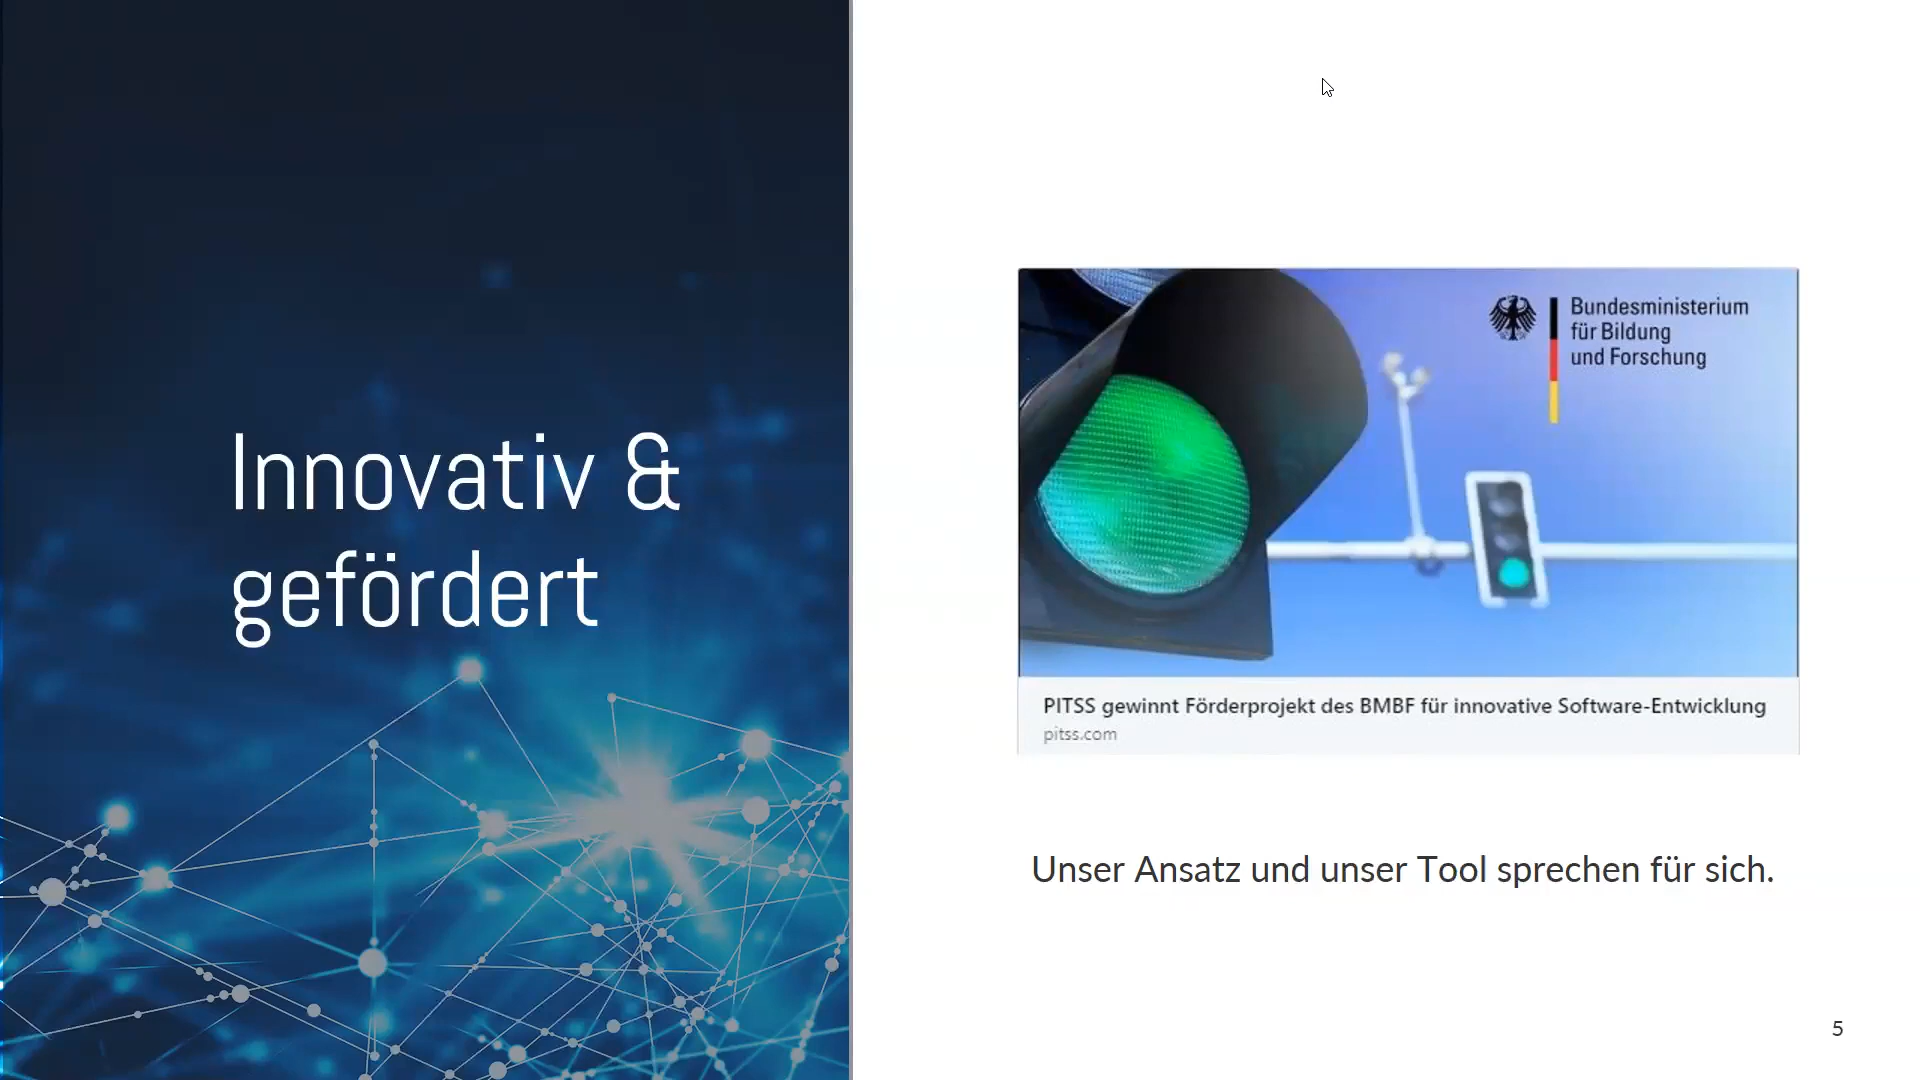 Innovativ &
gefördert
Bundesministerium
für Bildung
und Forschung
PITSS gewinnt Förderprojekt des BMBF für innovative Software-Entwicklung
pitss.com
Unser Ansatz und unser Tool sprechen für sich.
5